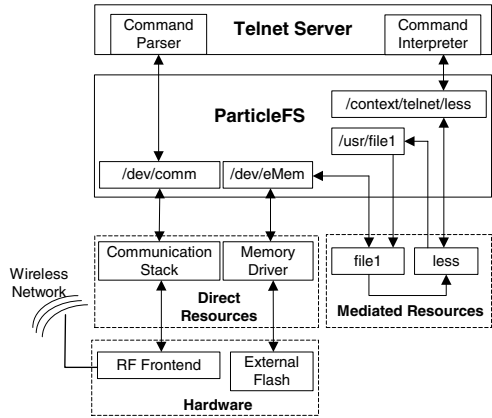 Command
Parser
Telnet Server
Command
Interpreter
ParticleFS
/context/telnet/less
/usr/file1
/dev/comm
/dev/eMem
Communication
Stack
Memory
Driver
Direct
Resources
file1
less
Mediated Resources
Wireless
Network
RF Frontend
External
Flash
Hardware